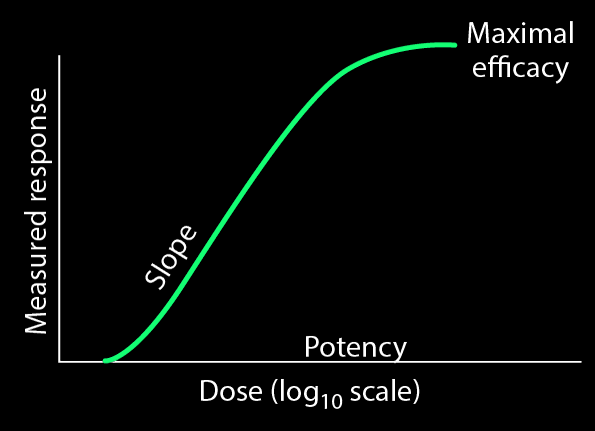 Maximal
efficacy
Measured response
Slope
Potency
Dose (log₁₀ scale)